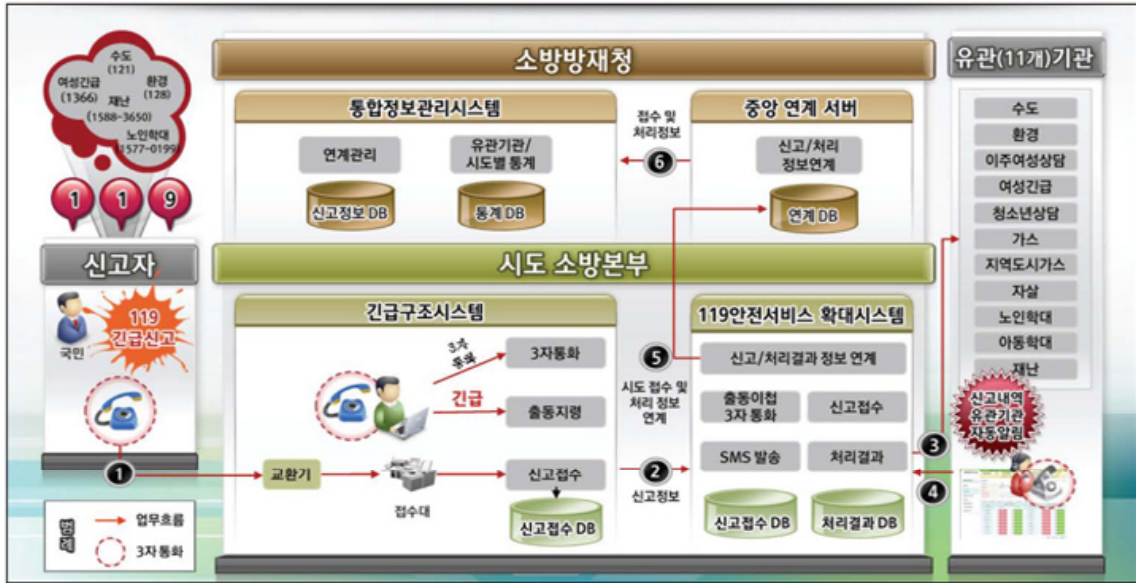 수도
(121)
여성긴급
(1366)
환경
(128)
재난
(1588-3650)
노인학대
1577-0199)
1 1 9
신고자
119
긴급신고
국민
1
범례
업무흐름
3자통화
소방방재청
통합정보관리시스템
연계관리
유관기관/
시도별 통계
신고정보 DB
통계 DB
접수 및
처리정보
6
중앙 연계 서버
신고/처리
정보연계
연계 DB
시도 소방본부
긴급구조시스템
3자
통화
3자통화
긴급
출동지령
교환기
접수대
신고접수
신고접수 DB
5
시도 접수 및
처리 정보
연계
2
신고정보
119안전서비스 확대시스템
신고/처리결과 정보 연계
출동이첩
3자 통화
신고접수
SMS 발송
처리결과
신고접수 DB
처리결과 DB
3
4
유관(11개)기관
수도
환경
이주여성상담
여성긴급
청소년상담
가스
지역도시가스
자살
노인학대
아동학대
재난
신고내역
유관기관
자동알림